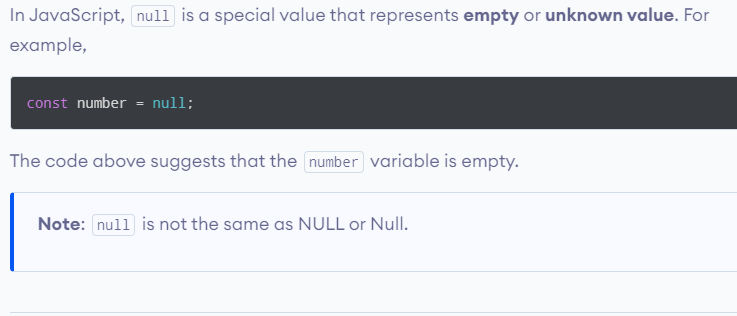 In JavaScript, null is a special value that represents empty or unknown value. For
example,
const number = null;
The code above suggests that the number variable is empty.
Note: null is not the same as NULL or Null.